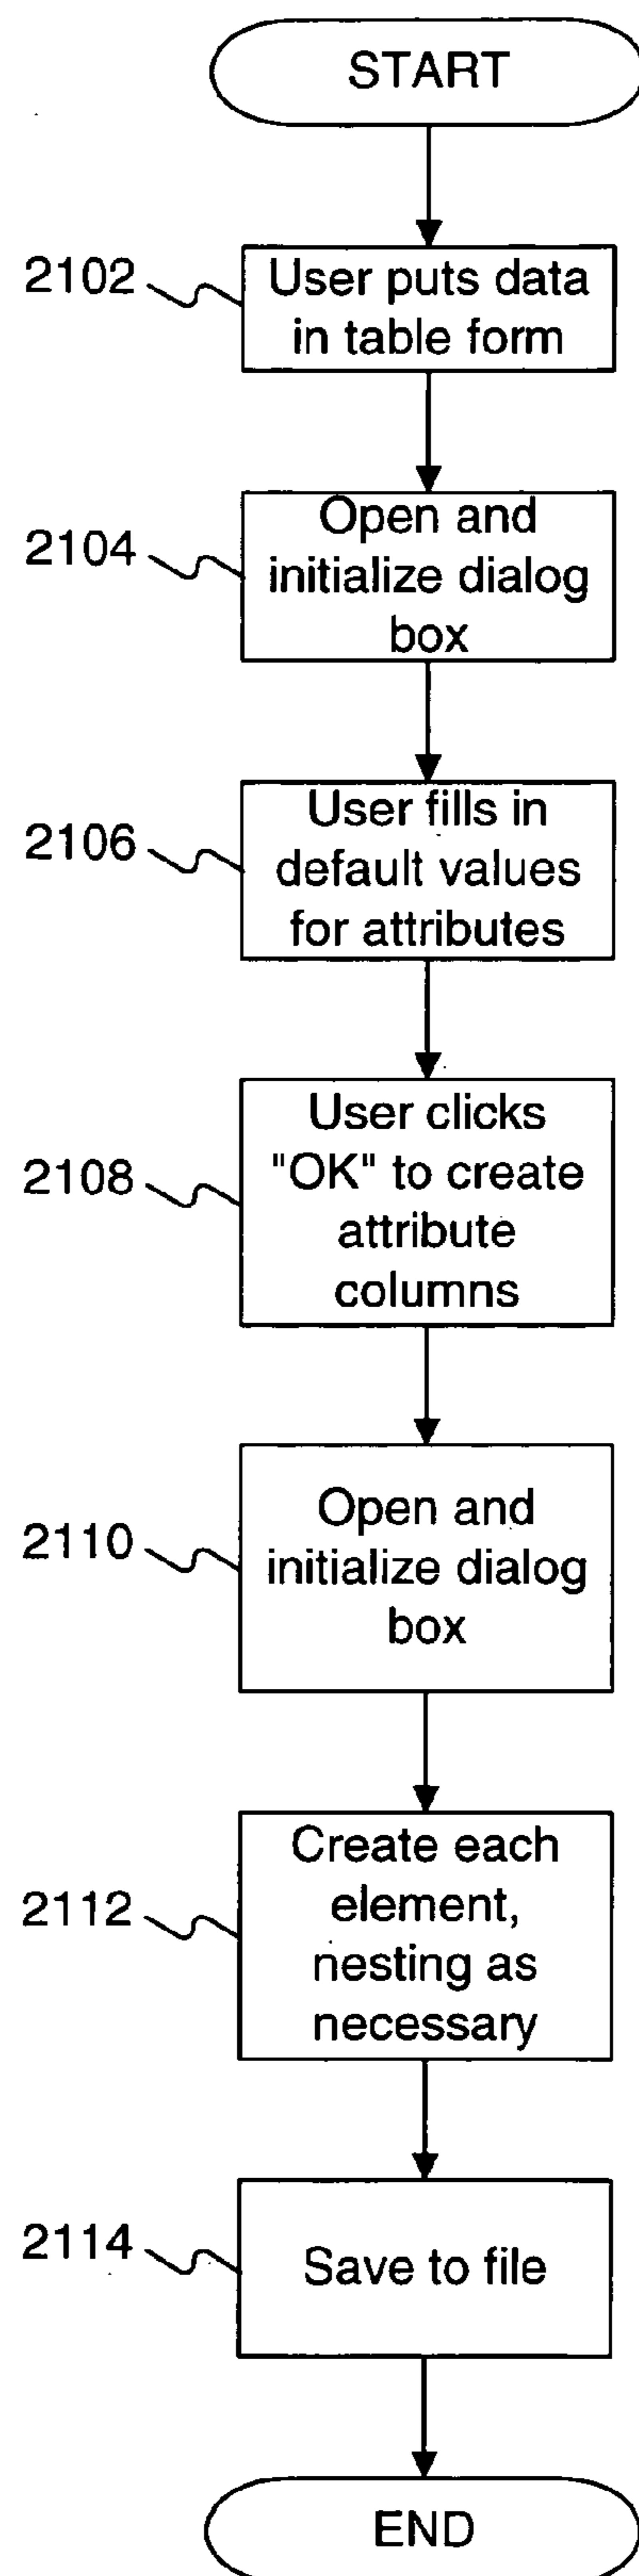 START
2102
User puts data
in table form
2104
Open and
initialize dialog
box
2106
User fills in
default values
for attributes
2108
User clicks
"OK" to create
attribute
columns
2110
Open and
initialize dialog
box
2112
Create each
element,
nesting as
necessary
2114
Save to file
END